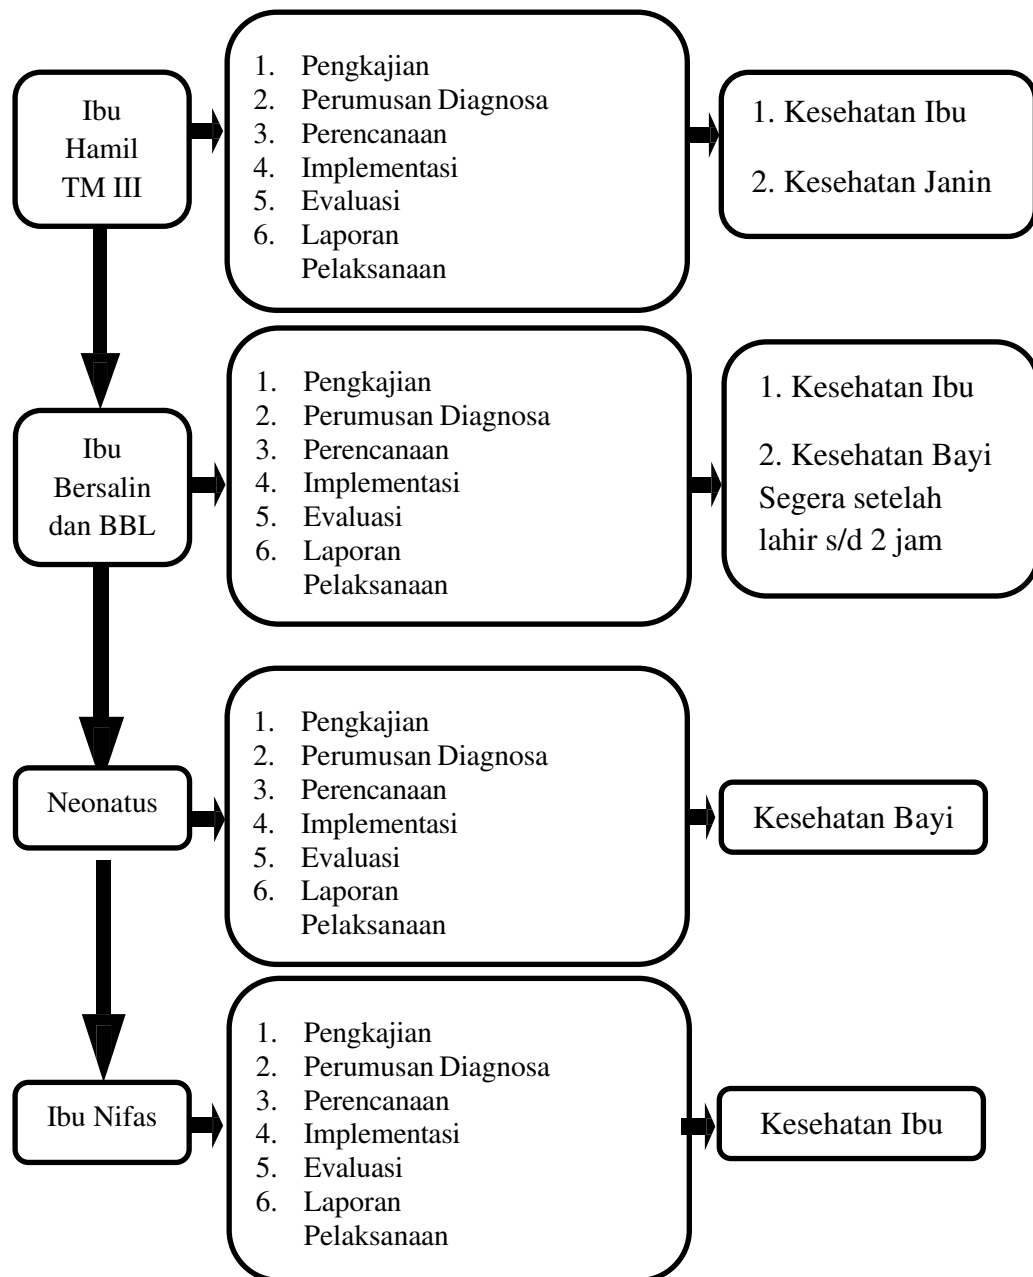 Ibu
Hamil
TM III
1. Pengkajian
2. Perumusan Diagnosa
3. Perencanaan
4. Implementasi
5. Evaluasi
6. Laporan
Pelaksanaan
1. Kesehatan Ibu
2. Kesehatan Janin
Ibu
Bersalin
dan BBL
1. Pengkajian
2. Perumusan Diagnosa
3. Perencanaan
4. Implementasi
5. Evaluasi
6. Laporan
Pelaksanaan
1. Kesehatan Ibu
2. Kesehatan Bayi
Segera setelah
lahir s/d 2 jam
Neonatus
1. Pengkajian
2. Perumusan Diagnosa
3. Perencanaan
4. Implementasi
5. Evaluasi
6. Laporan
Pelaksanaan
Kesehatan Bayi
Ibu Nifas
1. Pengkajian
2. Perumusan Diagnosa
3. Perencanaan
4. Implementasi
5. Evaluasi
6. Laporan
Pelaksanaan
Kesehatan Ibu